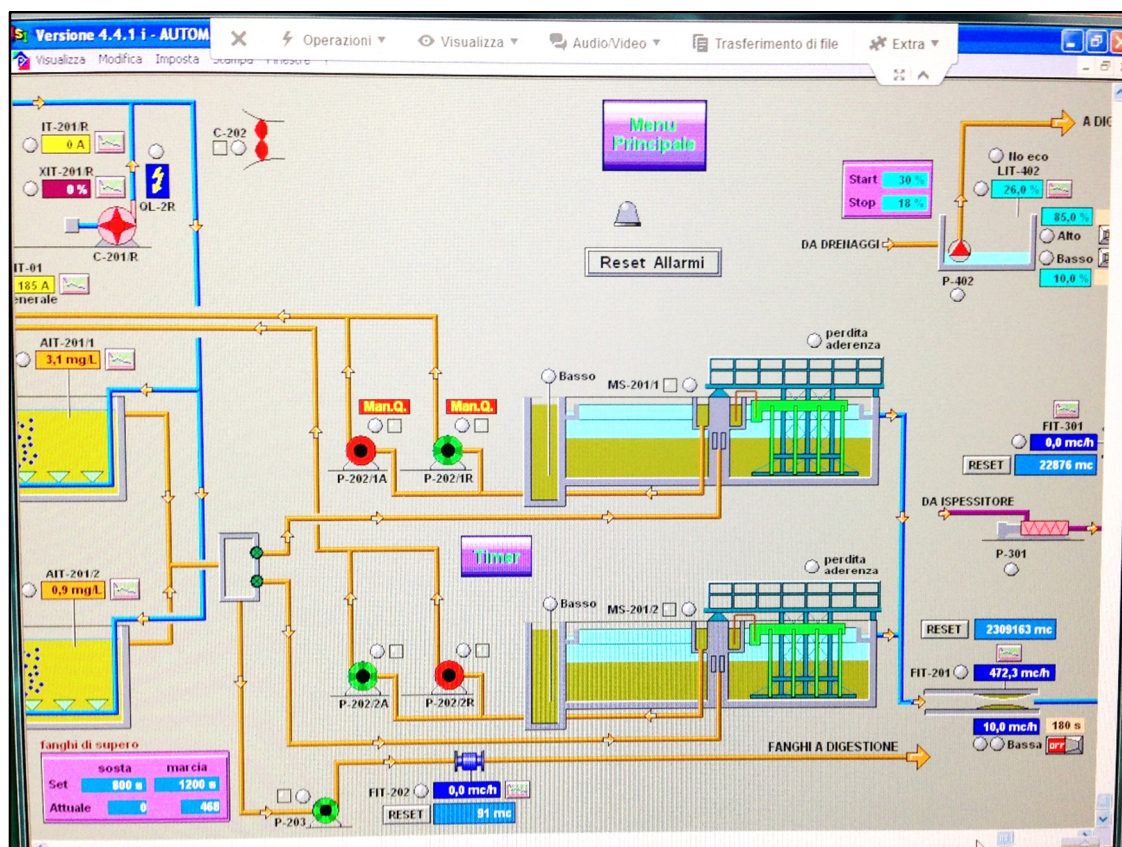 Versione 4.4.1 i - AUTOM
Operazioni
Visualizza
Audio/Video
Trasferimento di file
Extra
Visualizza Modifica Imposta Stampa Finestre ?
IT-201/R
0 A
XIT-201/R
0 %
QL-2R
C-201/R
C-202
IT-01
185 A
enerale
Menu
Principale
Reset Allarmi
Start 30 %
Stop 18 %
A DIG
No eco
LIT-402
26,0 %
85,0 %
Alto
Basso
10,0 %
DA DRENAGGI
P-402
AIT-201/1
3,1 mg/L
Man.Q.
Man.Q.
P-202/1A
P-202/1R
Basso
MS-201/1
perdita
aderenza
FIT-301
0,0 mc/h
RESET
22876 mc
DA ISPESSITORE
P-301
Timer
AIT-201/2
0,9 mg/L
P-202/2A
P-202/2R
Basso
MS-201/2
perdita
aderenza
RESET
2309163 mc
FIT-201
472,3 mc/h
10,0 mc/h
180 s
Bassa
OFF
fanghi di supero
sosta marcia
Set 800 s 1200 s
Attuale 0 468
P-203
FIT-202
0,0 mc/h
RESET
91 mc
FANGHI A DIGESTIONE